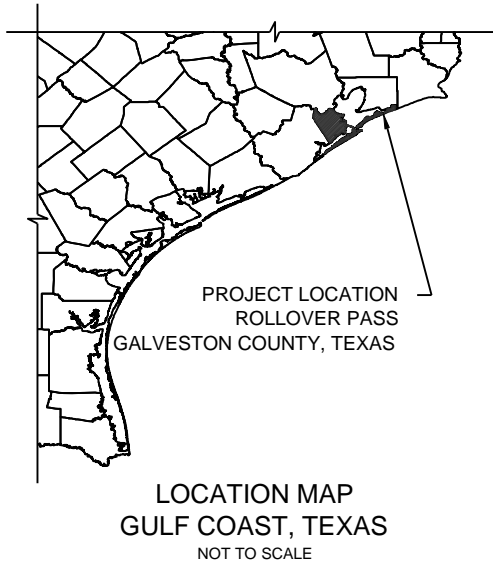 PROJECT LOCATION
ROLLOVER PASS
GALVESTON COUNTY, TEXAS
LOCATION MAP
GULF COAST, TEXAS
NOT TO SCALE